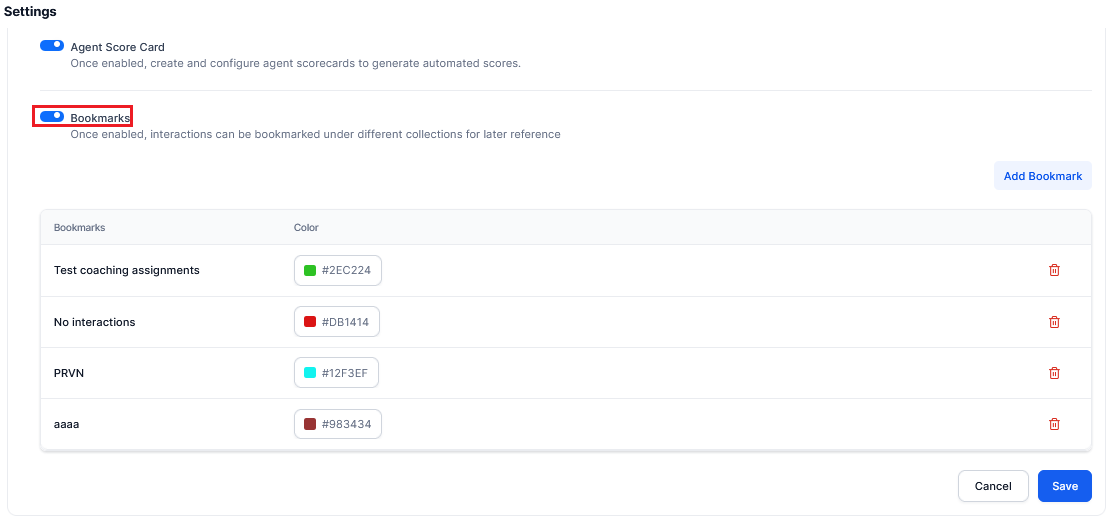 Settings
Agent Score Card
Once enabled, create and configure agent scorecards to generate automated scores.
Bookmarks
Once enabled, interactions can be bookmarked under different collections for later reference
Add Bookmark
Bookmarks Color
Test coaching assignments #2EC224
No interactions #DB1414
PRVN #12F3EF
aaaa #983434
Cancel Save